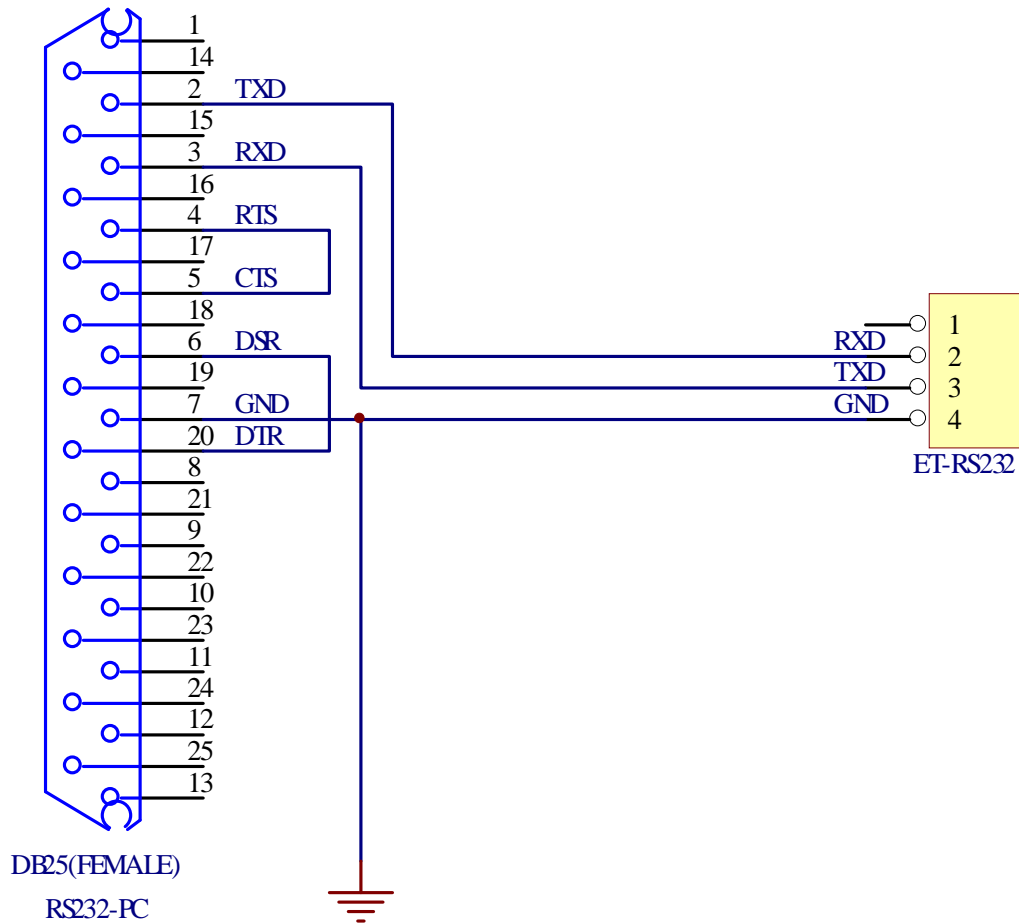 1
14
2 TXD
15
3 RXD
16
4 RTS
17
5 CTS
18
6 DSR
19
7 GND
20 DTR
8
21
9
22
10
23
11
24
12
25
13
DB25(FEMALE)
RS232-PC
1
RXD 2
TXD 3
GND 4
ET-RS232